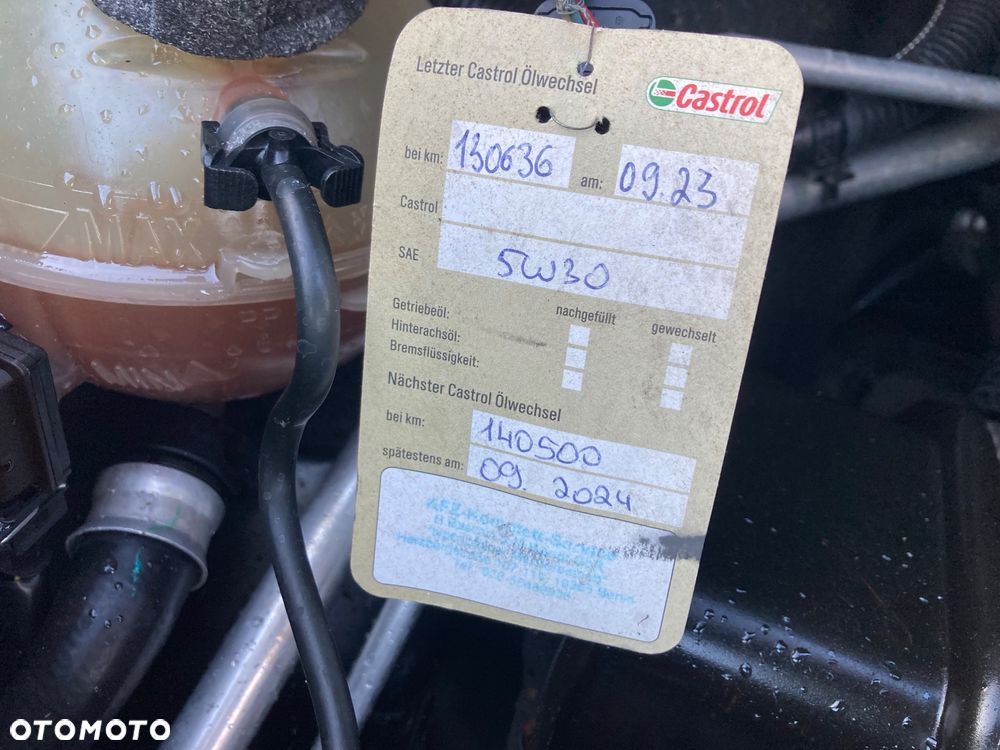 Letzter Castrol Ölwechsel
Castrol
bei km: 130636 am: 09.23
Castrol
SAE 5W30
nachgefüllt gewechselt
Getriebeöl:
Hinterachsöl:
Bremsflüssigkeit:
Nächster Castrol Ölwechsel
bei km: 140500
spätestens am: 09. 2024
MAX
OTOMOTO